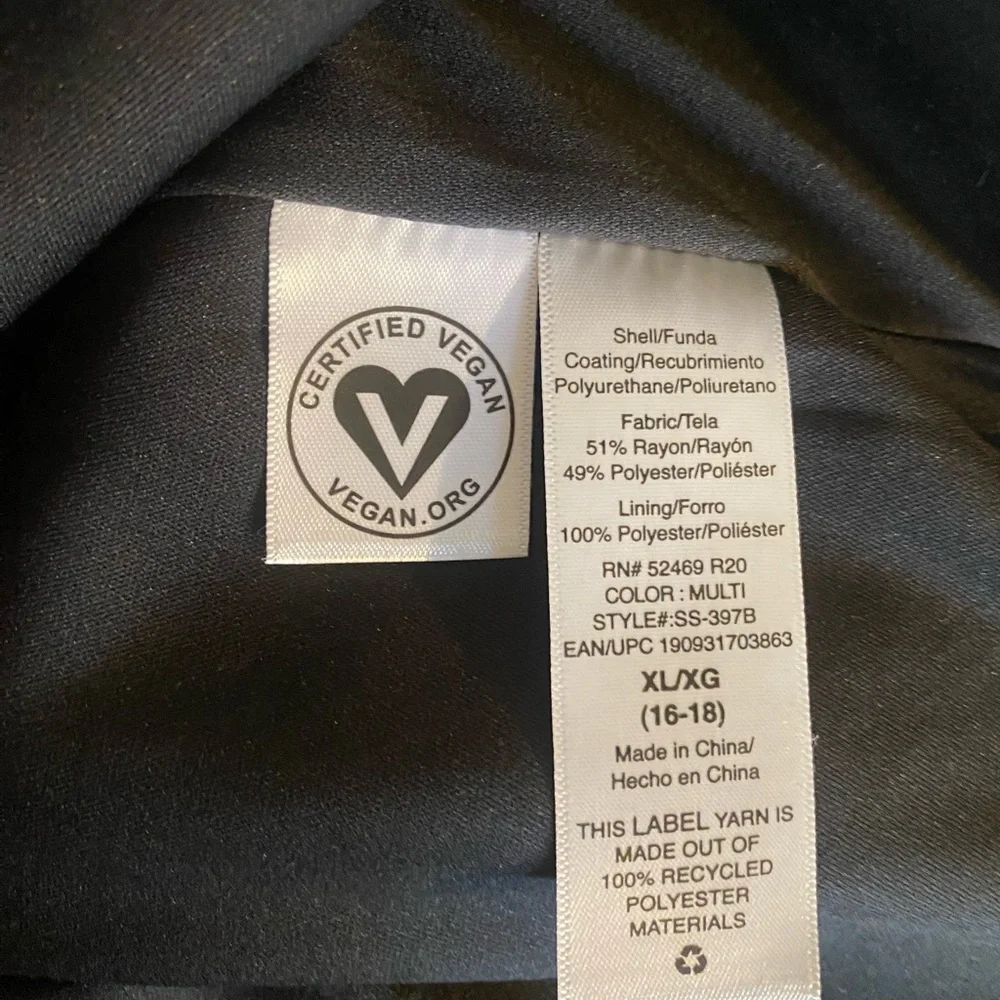 CERTIFIED VEGAN
V
VEGAN.ORG
Shell/Funda
Coating/Recubrimiento
Polyurethane/Poliuretano
Fabric/Tela
51% Rayon/Rayón
49% Polyester/Poliéster
Lining/Forro
100% Polyester/Poliéster
RN# 52469 R20
COLOR : MULTI
STYLE#:SS-397B
EAN/UPC 190931703863
XL/XG
(16-18)
Made in China/
Hecho en China
THIS LABEL YARN IS
MADE OUT OF
100% RECYCLED
POLYESTER
MATERIALS